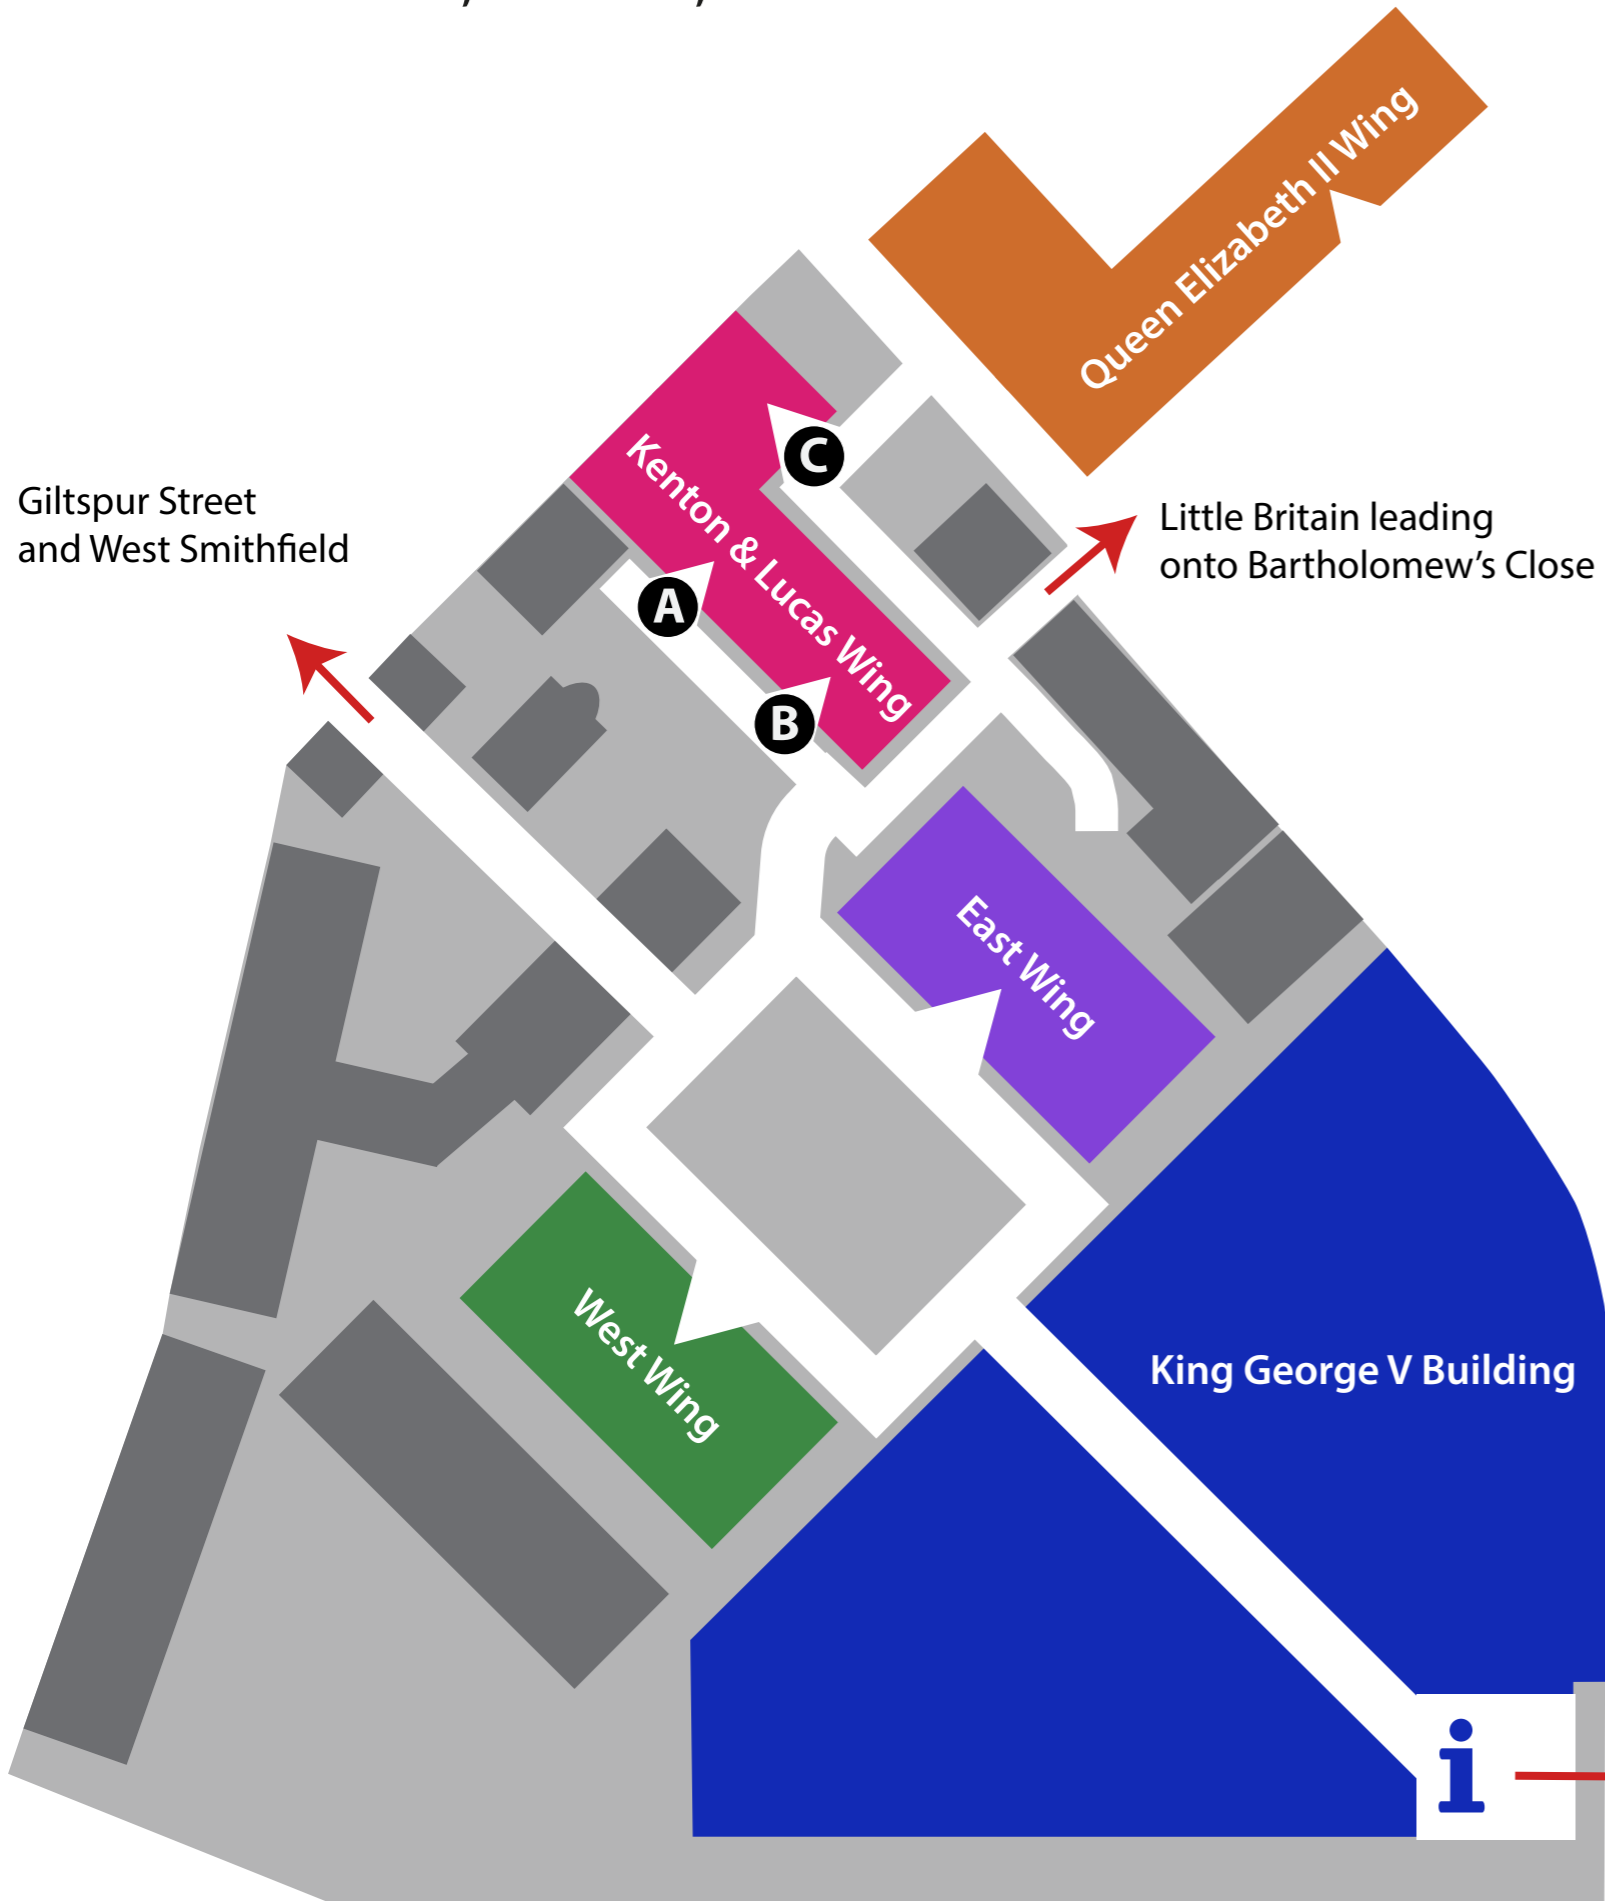 Queen Elizabeth II Wing
C
Kenton & Lucas Wing
Giltspur Street
and West Smithfield
Little Britain leading
onto Bartholomew’s Close
A
B
East Wing
West Wing
King George V Building
i